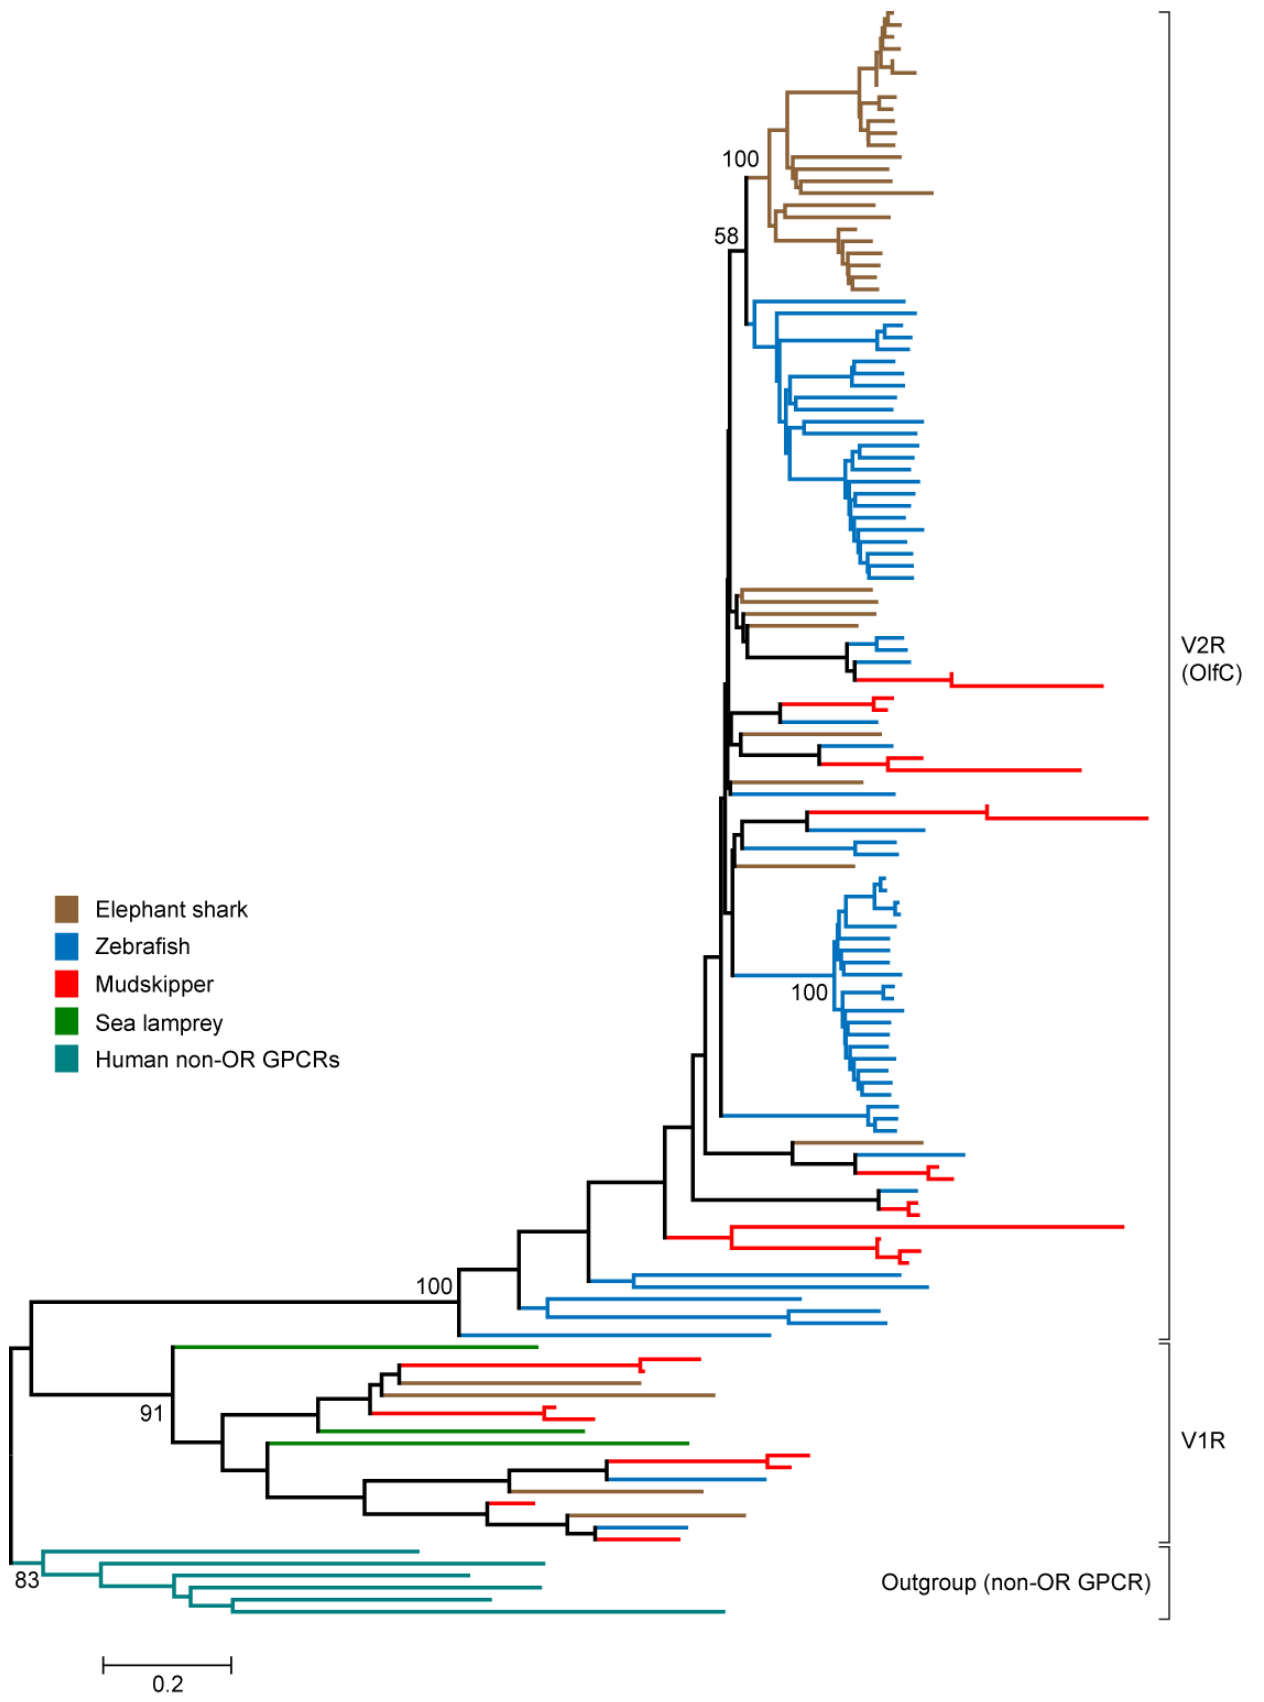 100
58
V2R
(OlfC)
Elephant shark
Zebrafish
Mudskipper
Sea lamprey
Human non-OR GPCRs
100
100
91
V1R
83
Outgroup (non-OR GPCR)
0.2